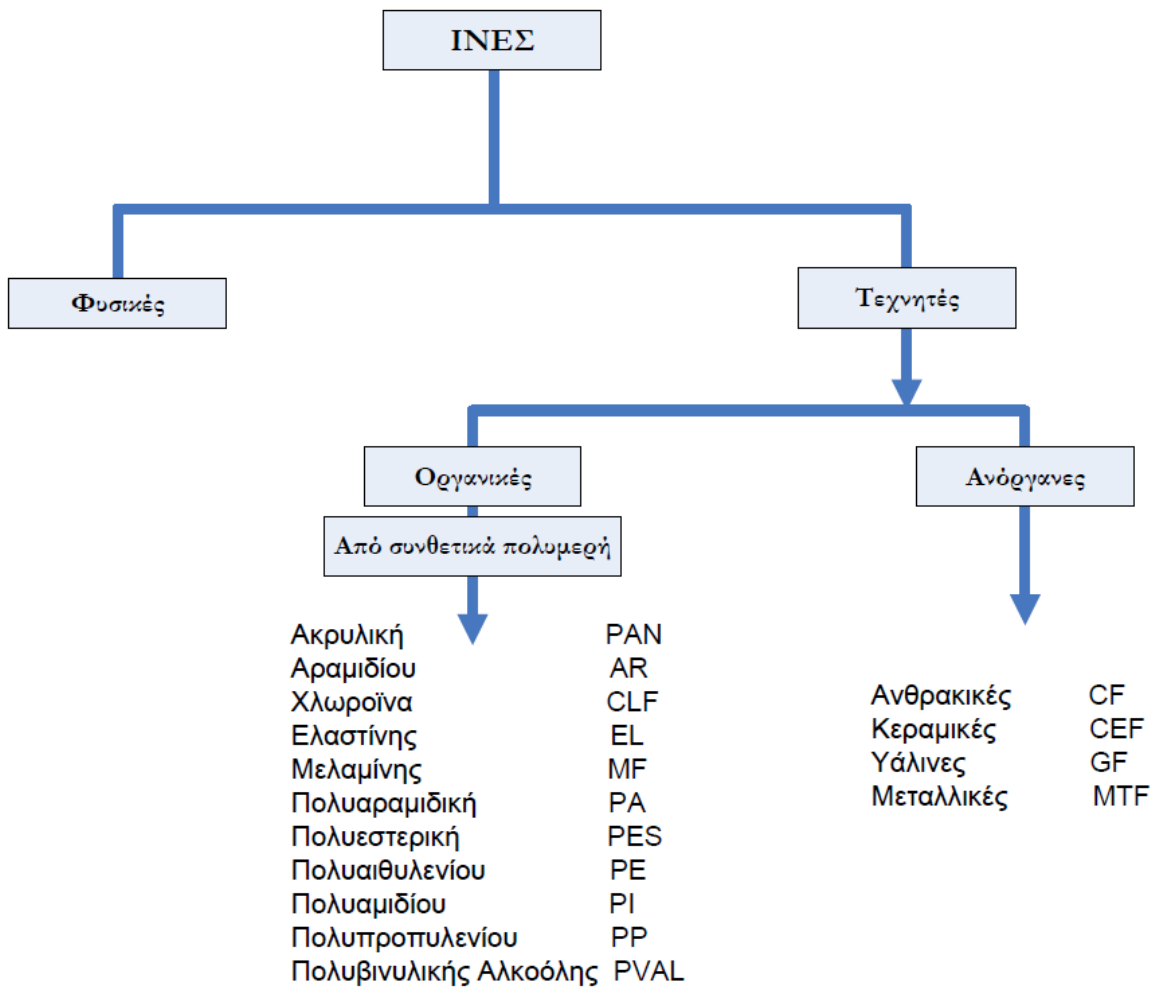 ΙΝΕΣ
Φυσικές
Τεχνητές
Οργανικές
Ανόργανες
Από συνθετικά πολυμερή
Ακρυλική PAN
Αραμιδίου AR
Χλωροϊνα CLF
Ελαστίνης EL
Μελαμίνης MF
Πολυαραμιδική PA
Πολυεστερική PES
Πολυαιθυλενίου PE
Πολυαμιδίου PI
Πολυπροπυλενίου PP
Πολυβινυλικής Αλκοόλης PVAL
Ανθρακικές CF
Κεραμικές CEF
Υάλινες GF
Μεταλλικές MTF